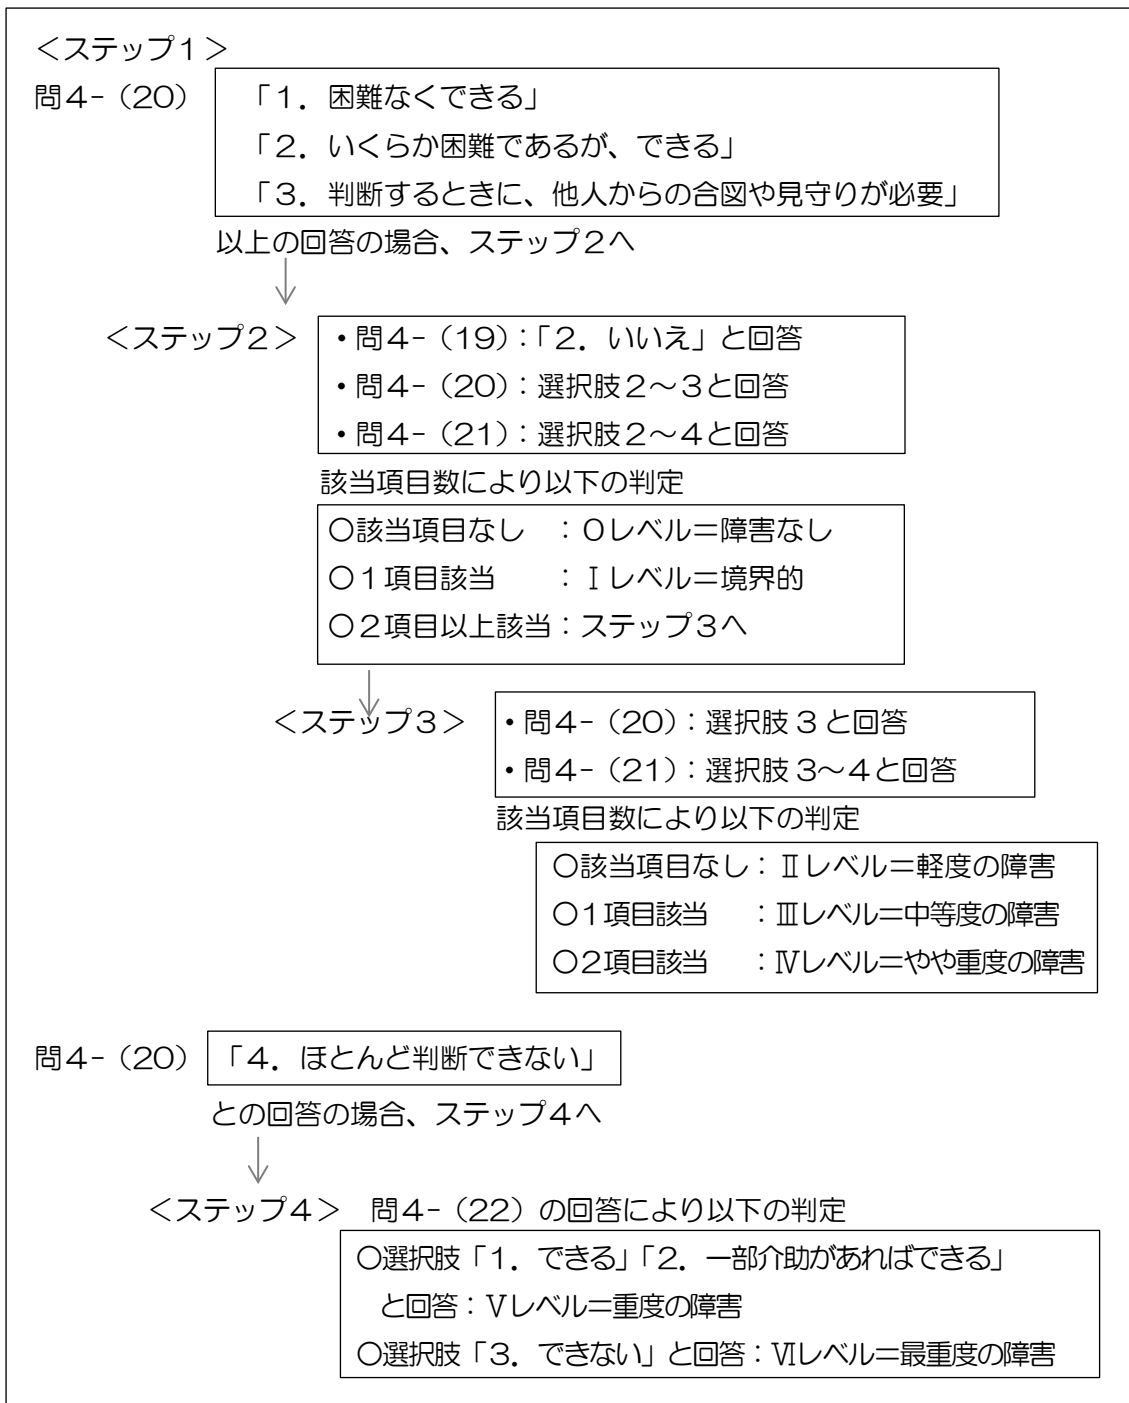 ＜ステップ１＞
問４-（20） 「１．困難なくできる」
「２．いくらか困難であるが、できる」
「３．判断するときに、他人からの合図や見守りが必要」
以上の回答の場合、ステップ２へ
＜ステップ２＞ ・問４-（19）：「２．いいえ」と回答
・問４-（20）：選択肢２～３と回答
・問４-（21）：選択肢２～４と回答
該当項目数により以下の判定
○該当項目なし ：０レベル＝障害なし
○１項目該当 ：Ⅰレベル＝境界的
○２項目以上該当：ステップ３へ
＜ステップ３＞ ・問４-（20）：選択肢３と回答
・問４-（21）：選択肢３～４と回答
該当項目数により以下の判定
○該当項目なし：Ⅱレベル＝軽度の障害
○１項目該当 ：Ⅲレベル＝中等度の障害
○２項目該当 ：Ⅳレベル＝やや重度の障害
問４-（20） 「４．ほとんど判断できない」
との回答の場合、ステップ４へ
＜ステップ４＞ 問４-（22）の回答により以下の判定
○選択肢「１．できる」「２．一部介助があればできる」
と回答：Ⅴレベル＝重度の障害
○選択肢「３．できない」と回答：Ⅵレベル＝最重度の障害